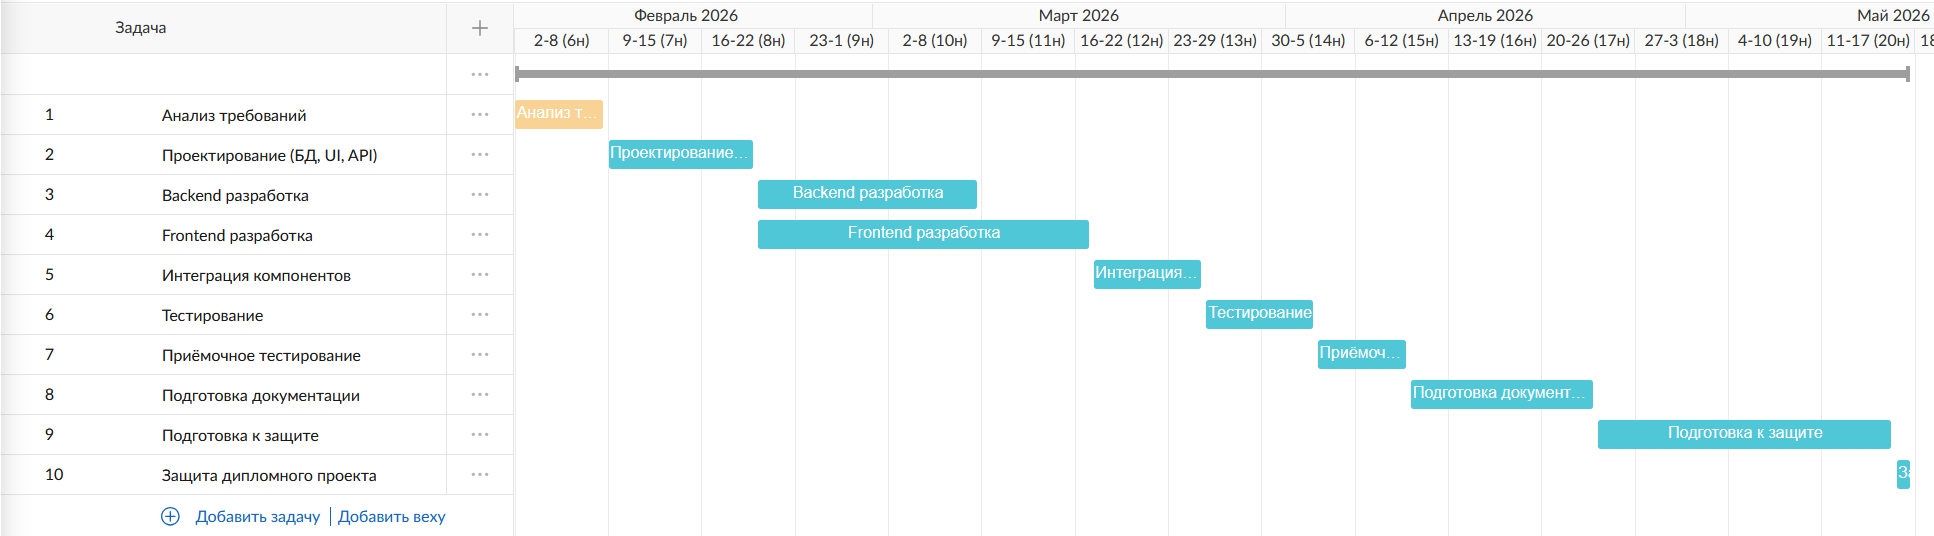 Задача
Февраль 2026 Март 2026 Апрель 2026 Май 2026
2-8 (6н) 9-15 (7н) 16-22 (8н) 23-1 (9н) 2-8 (10н) 9-15 (11н) 16-22 (12н) 23-29 (13н) 30-5 (14н) 6-12 (15н) 13-19 (16н) 20-26 (17н) 27-3 (18н) 4-10 (19н) 11-17 (20н) 18
1 Анализ требований Анализ т...
2 Проектирование (БД, UI, API) Проектирование...
3 Backend разработка Backend разработка
4 Frontend разработка Frontend разработка
5 Интеграция компонентов Интеграция...
6 Тестирование Тестирование
7 Приёмочное тестирование Приёмоч...
8 Подготовка документации Подготовка документ...
9 Подготовка к защите Подготовка к защите
10 Защита дипломного проекта
Добавить задачу | Добавить веху